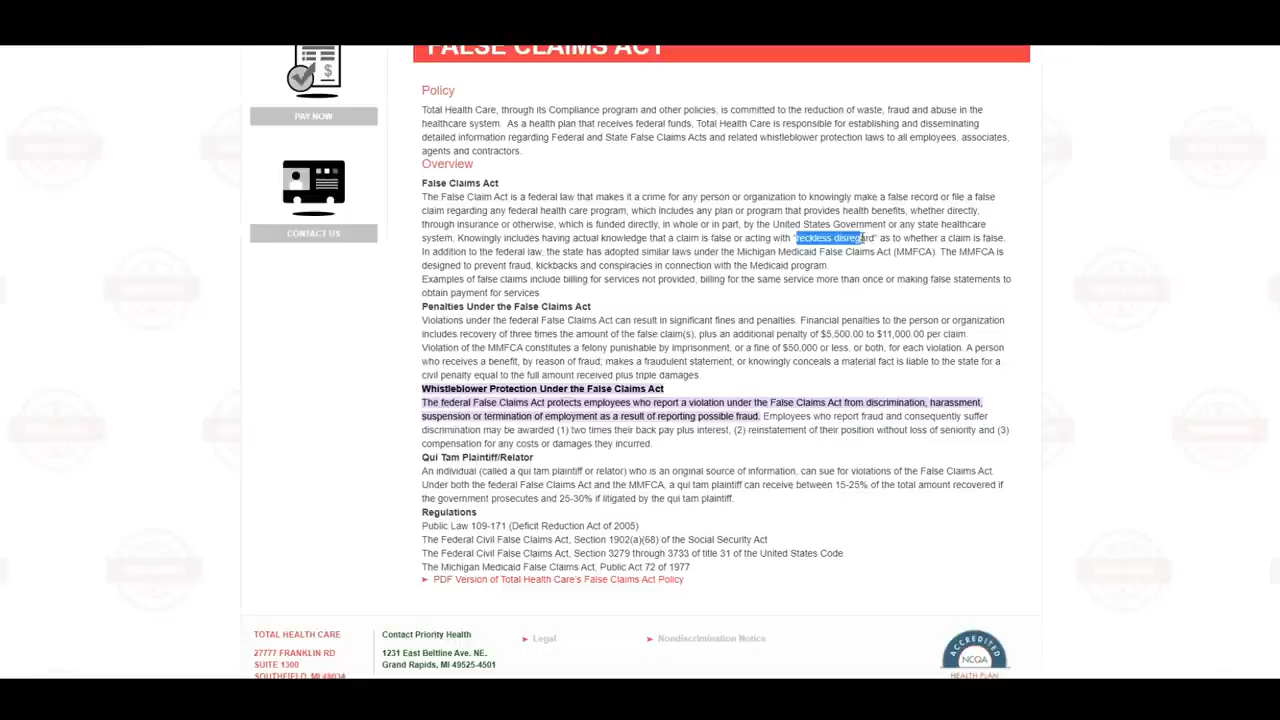 FALSE CLAIMS ACT
PAY NOW
CONTACT US
Policy
Total Health Care, through its Compliance program and other policies, is committed to the reduction of waste, fraud and abuse in the
healthcare system. As a health plan that receives federal funds, Total Health Care is responsible for establishing and disseminating
detailed information regarding Federal and State False Claims Acts and related whistleblower protection laws to all employees, associates,
agents and contractors.
Overview
False Claims Act
The False Claim Act is a federal law that makes it a crime for any person or organization to knowingly make a false record or file a false
claim regarding any federal health care program, which includes any plan or program that provides health benefits, whether directly,
through insurance or otherwise, which is funded directly, in whole or in part, by the United States Government or any state healthcare
system. Knowingly includes having actual knowledge that a claim is false or acting with “reckless disregard” as to whether a claim is false.
In addition to the federal law, the state has adopted similar laws under the Michigan Medicaid False Claims Act (MMFCA). The MMFCA is
designed to prevent fraud, kickbacks and conspiracies in connection with the Medicaid program.
Examples of false claims include billing for services not provided, billing for the same service more than once or making false statements to
obtain payment for services
Penalties Under the False Claims Act
Violations under the federal False Claims Act can result in significant fines and penalties. Financial penalties to the person or organization
includes recovery of three times the amount of the false claim(s), plus an additional penalty of $5,500.00 to $11,000.00 per claim.
Violation of the MMFCA constitutes a felony punishable by imprisonment, or a fine of $50,000 or less, or both, for each violation. A person
who receives a benefit, by reason of fraud; makes a fraudulent statement; or knowingly conceals a material fact is liable to the state for a
civil penalty equal to the full amount received plus triple damages.
Whistleblower Protection Under the False Claims Act
The federal False Claims Act protects employees who report a violation under the False Claims Act from discrimination, harassment,
suspension or termination of employment as a result of reporting possible fraud. Employees who report fraud and consequently suffer
discrimination may be awarded (1) two times their back pay plus interest, (2) reinstatement of their position without loss of seniority and (3)
compensation for any costs or damages they incurred.
Qui Tam Plaintiff/Relator
An individual (called a qui tam plaintiff or relator) who is an original source of information, can sue for violations of the False Claims Act.
Under both the federal False Claims Act and the MMFCA, a qui tam plaintiff can receive between 15-25% of the total amount recovered if
the government prosecutes and 25-30% if litigated by the qui tam plaintiff.
Regulations
Public Law 109-171 (Deficit Reduction Act of 2005)
The Federal Civil False Claims Act, Section 1902(a)(68) of the Social Security Act
The Federal Civil False Claims Act, Section 3279 through 3733 of title 31 of the United States Code
The Michigan Medicaid False Claims Act, Public Act 72 of 1977
PDF Version of Total Health Care's False Claims Act Policy
TOTAL HEALTH CARE
27777 FRANKLIN RD
SUITE 1300
SOUTHFIELD, MI 48034
Contact Priority Health
1231 East Beltline Ave. NE.
Grand Rapids, MI 49525-4501
Legal
Nondiscrimination Notice
ACCREDITED
NCQA
HEALTH PLAN